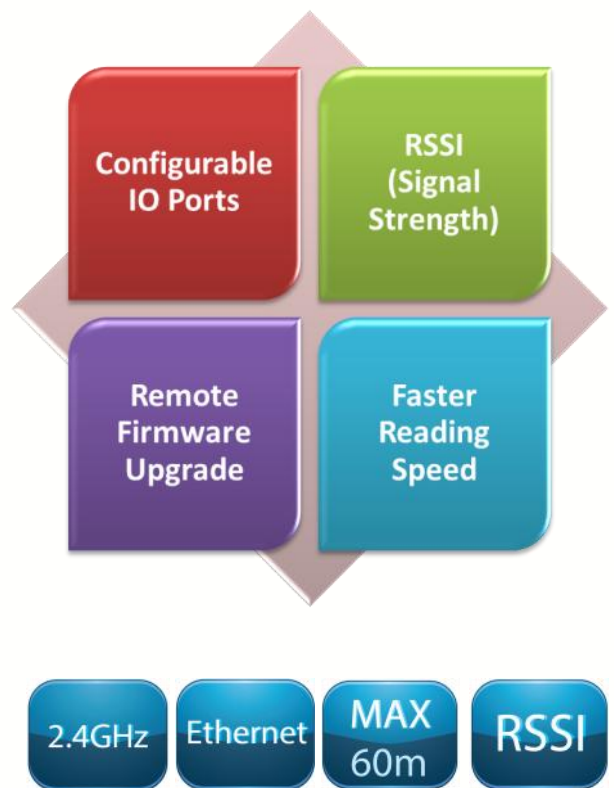 Configurable
IO Ports
RSSI
(Signal
Strength)
Remote
Firmware
Upgrade
Faster
Reading
Speed
2.4GHz
Ethernet
MAX
60m
RSSI